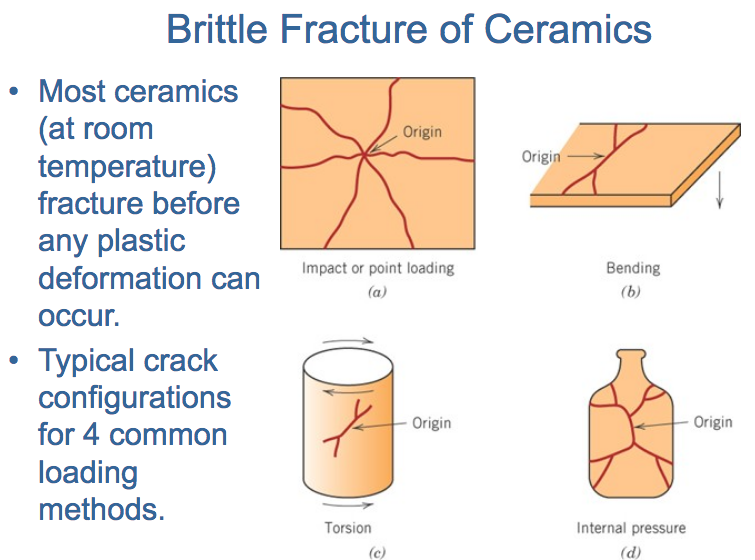 Brittle Fracture of Ceramics
• Most ceramics
(at room
temperature)
fracture before
any plastic
deformation can
occur.
• Typical crack
configurations
for 4 common
loading
methods.
Origin
Impact or point loading
(a)
Origin
Bending
(b)
Origin
Torsion
(c)
Origin
Internal pressure
(d)